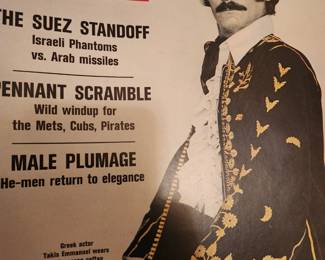 THE SUEZ STANDOFF
Israeli Phantoms
vs. Arab missiles
PENNANT SCRAMBLE
Wild windup for
the Mets, Cubs, Pirates
MALE PLUMAGE
He-men return to elegance
Greek actor
Takis Emmanuel wears